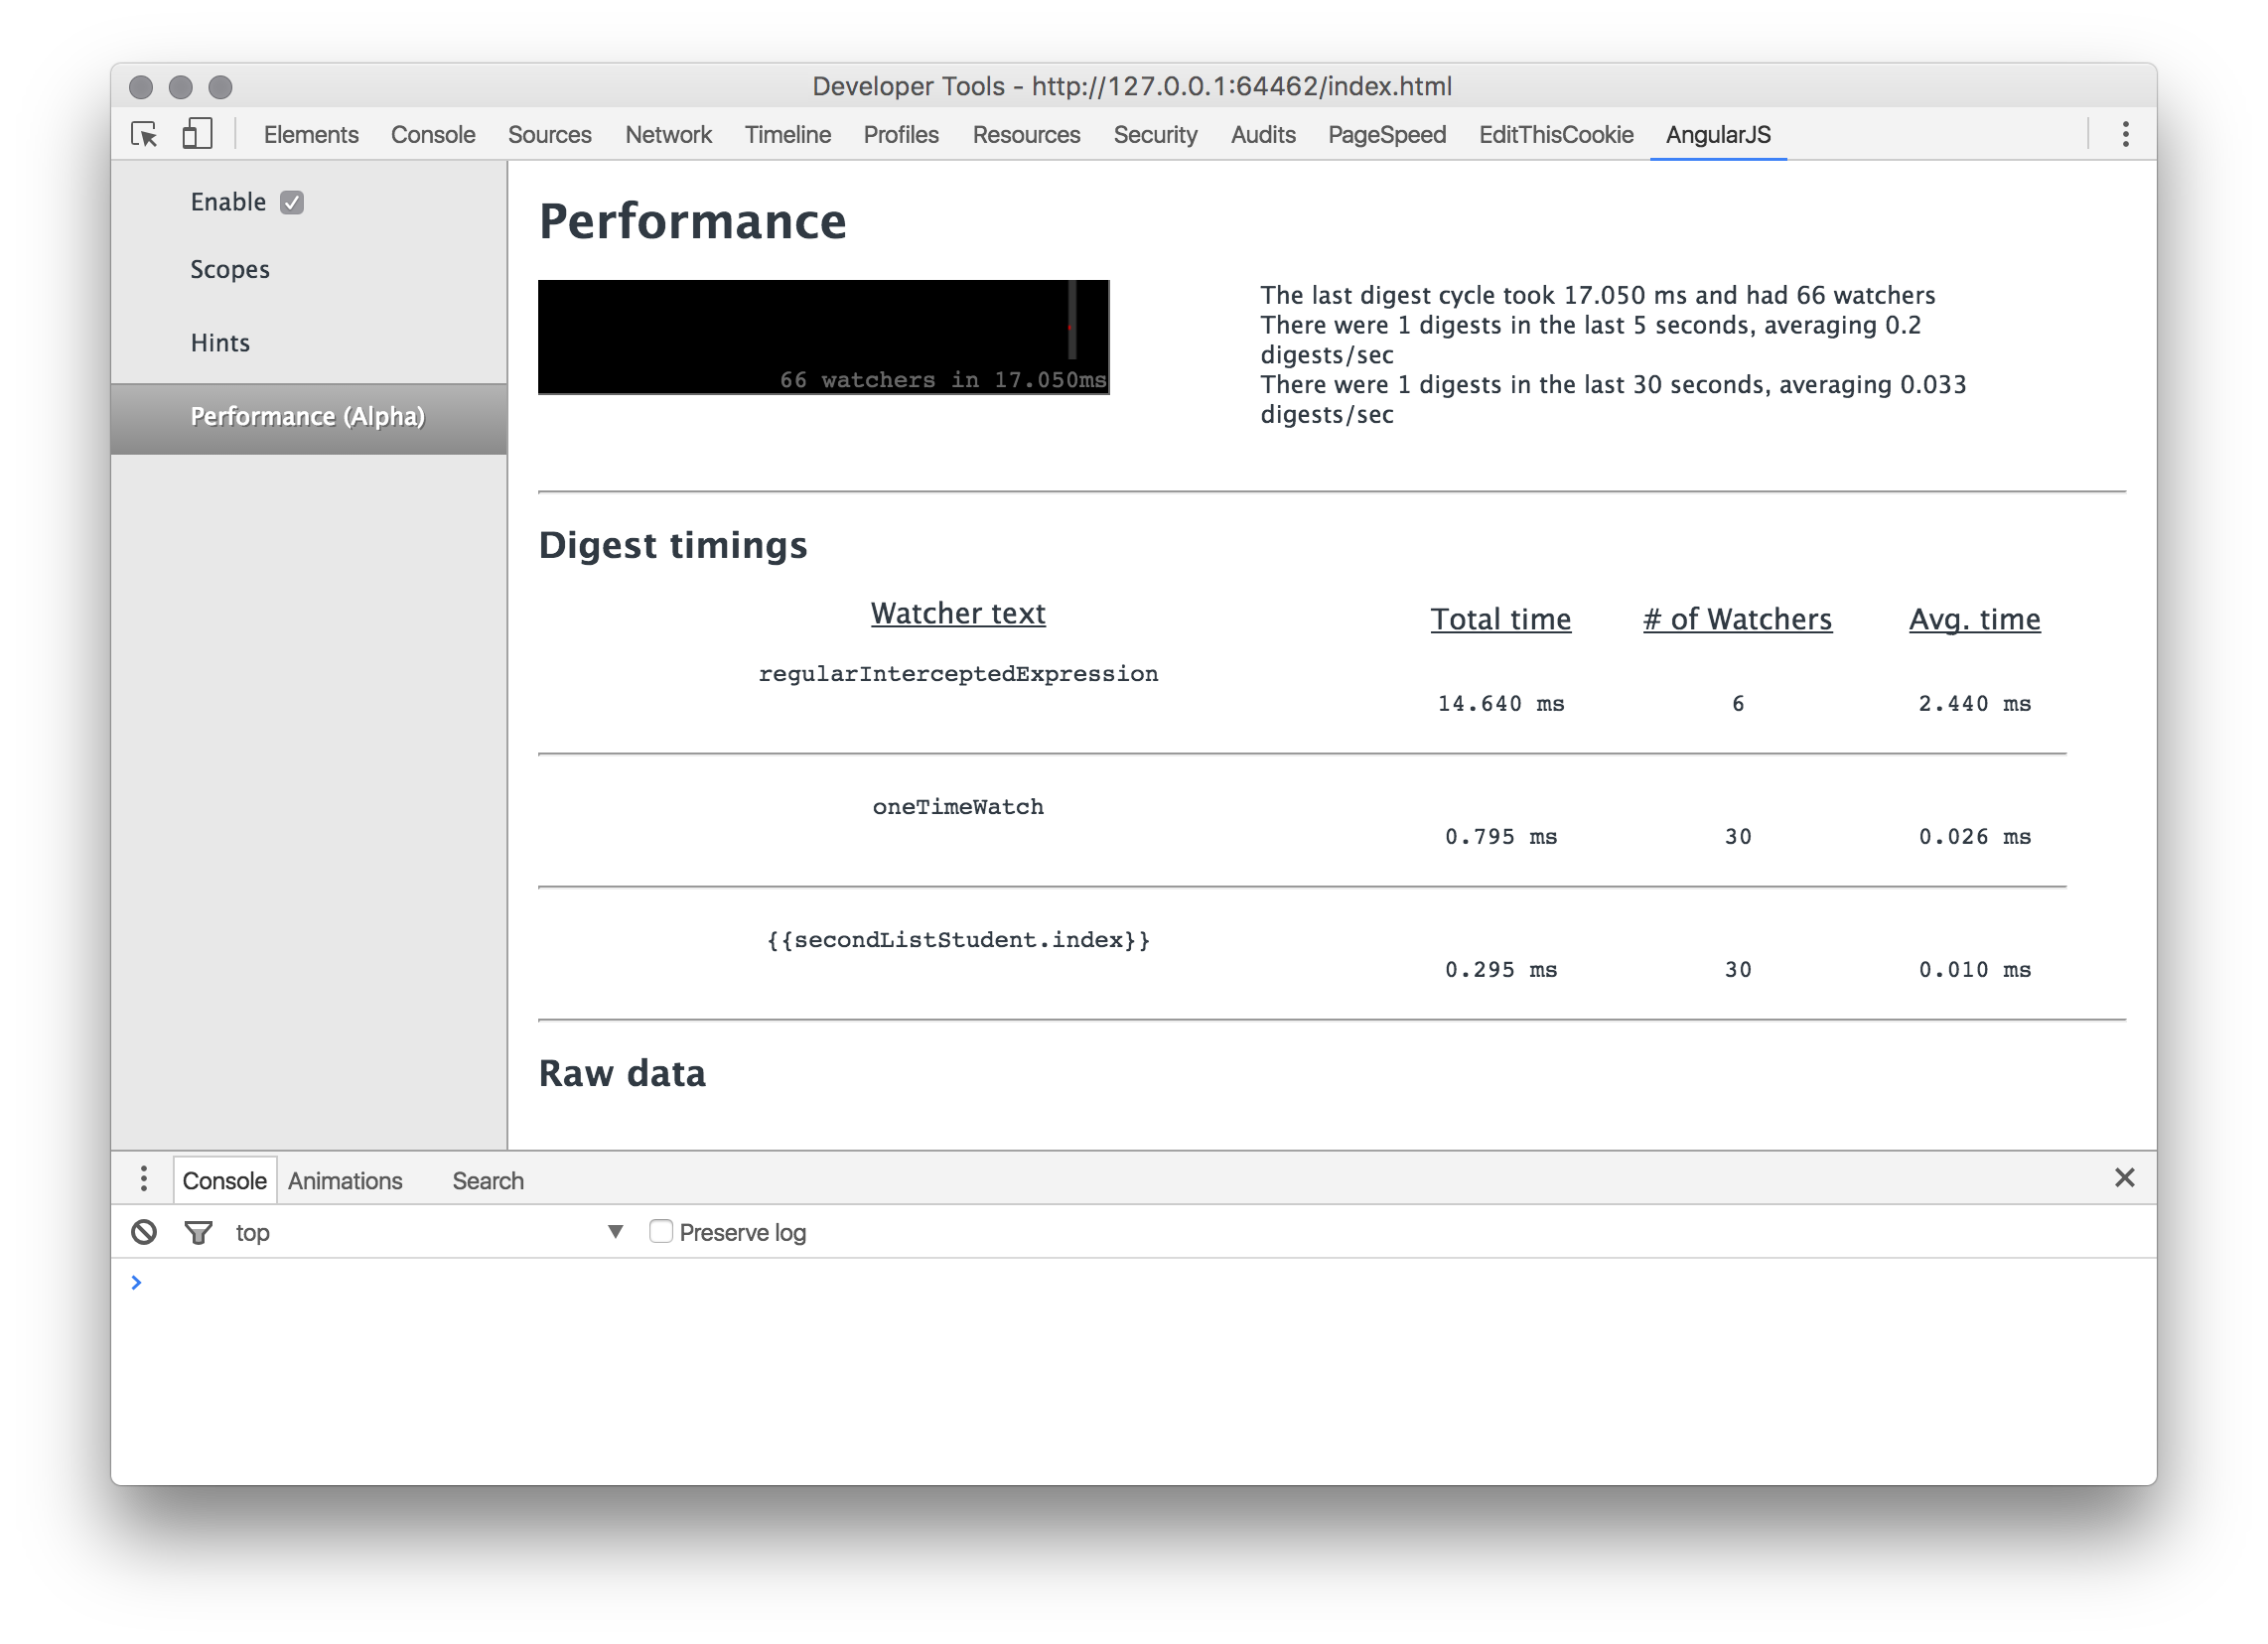 Developer Tools - http://127.0.0.1:64462/index.html
Elements Console Sources Network Timeline Profiles Resources Security Audits PageSpeed EditThisCookie AngularJS
Enable
Scopes
Hints
Performance (Alpha)
Performance
66 watchers in 17.050ms
The last digest cycle took 17.050 ms and had 66 watchers
There were 1 digests in the last 5 seconds, averaging 0.2
digests/sec
There were 1 digests in the last 30 seconds, averaging 0.033
digests/sec
Digest timings
Watcher text Total time # of Watchers Avg. time
regularInterceptedExpression
14.640 ms 6 2.440 ms
oneTimeWatch
0.795 ms 30 0.026 ms
{{secondListStudent.index}}
0.295 ms 30 0.010 ms
Raw data
Console Animations Search
top Preserve log